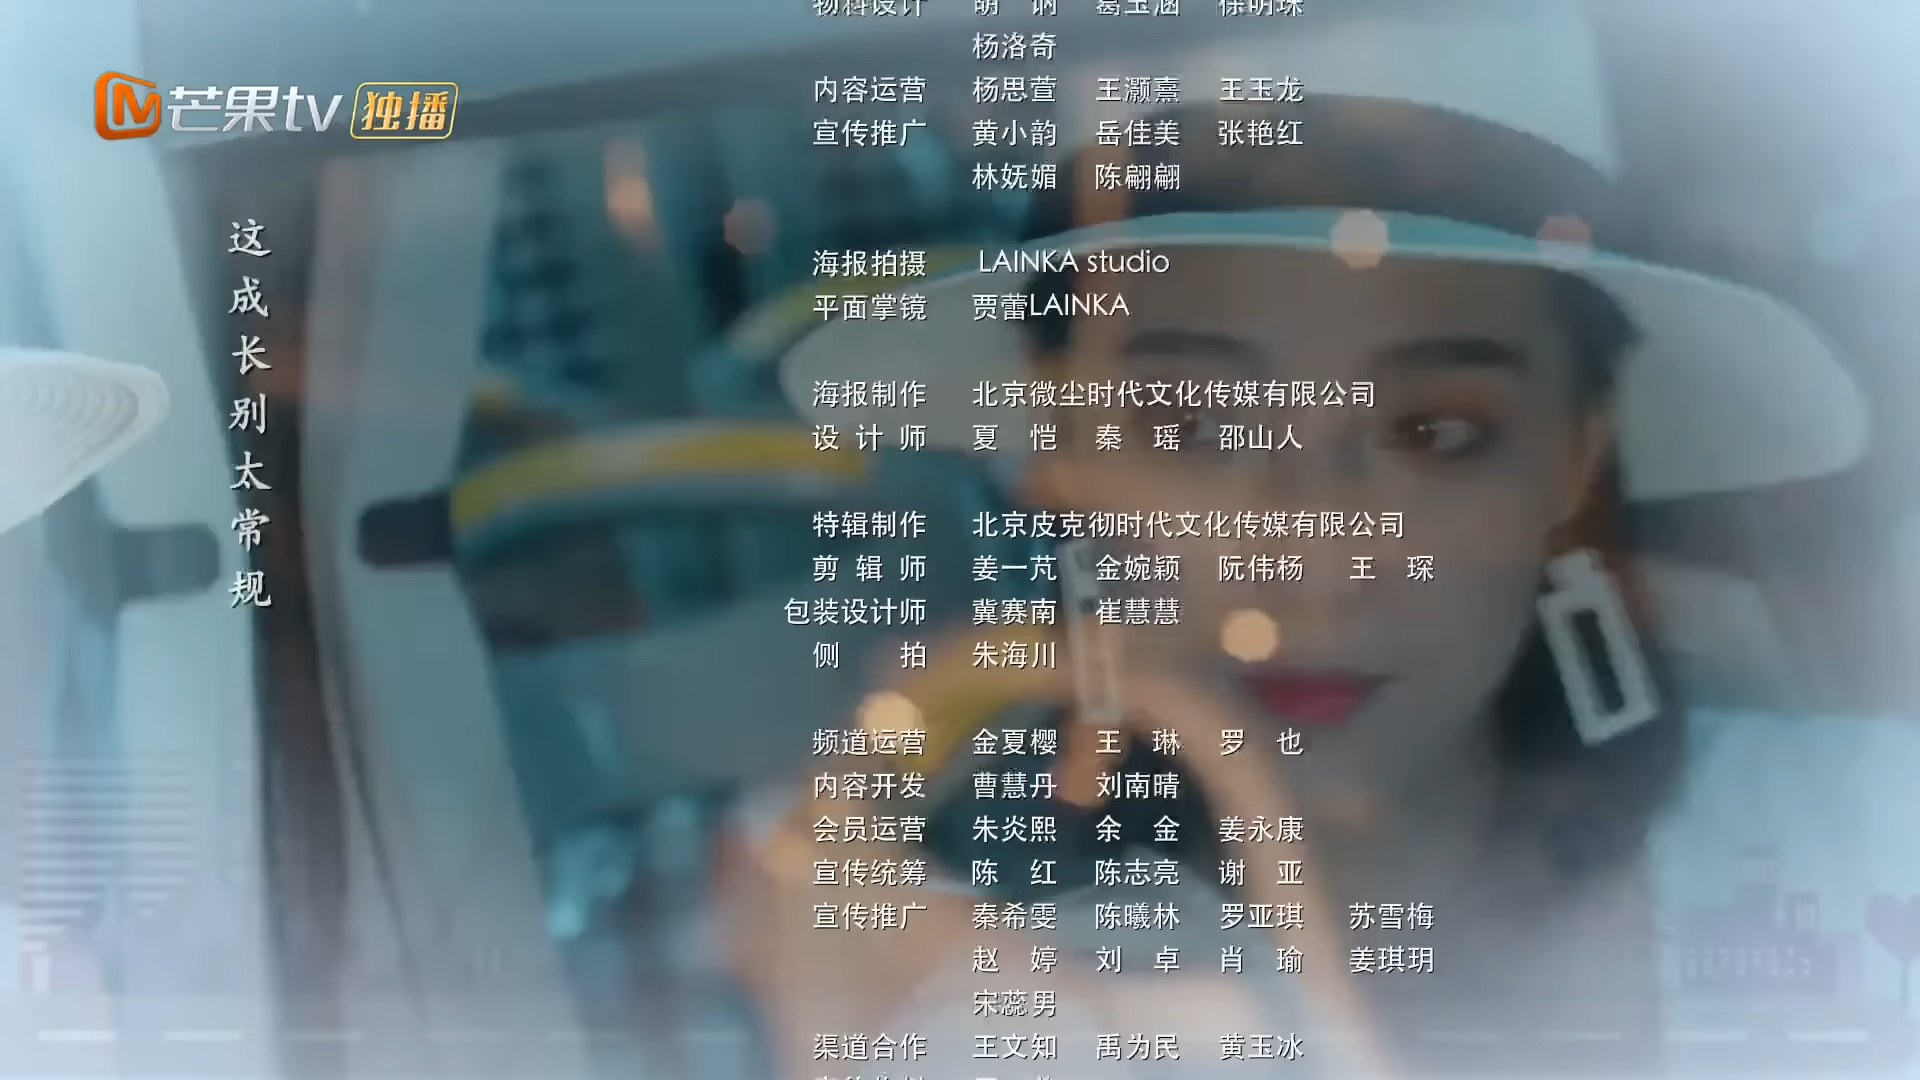 芒果tv 独播
这成长别太常规
物料设计 胡 讷 葛玉涵 徐明珠
杨洛奇
内容运营 杨思萱 王灏熹 王玉龙
宣传推广 黄小韵 岳佳美 张艳红
林妩媚 陈翩翩
海报拍摄 LAINKA studio
平面掌镜 贾蕾LAINKA
海报制作 北京微尘时代文化传媒有限公司
设计师 夏 恺 秦 瑶 邵山人
特辑制作 北京皮克彻时代文化传媒有限公司
剪辑师 姜一芃 金婉颖 阮伟杨 王 琛
包装设计师 冀赛南 崔慧慧
侧拍 朱海川
频道运营 金夏樱 王 琳 罗 也
内容开发 曹慧丹 刘南晴
会员运营 朱炎熙 余 金 姜永康
宣传统筹 陈 红 陈志亮 谢 亚
宣传推广 秦希雯 陈曦林 罗亚琪 苏雪梅
赵 婷 刘 卓 肖 瑜 姜琪玥
宋蕊男
渠道合作 王文知 禹为民 黄玉冰